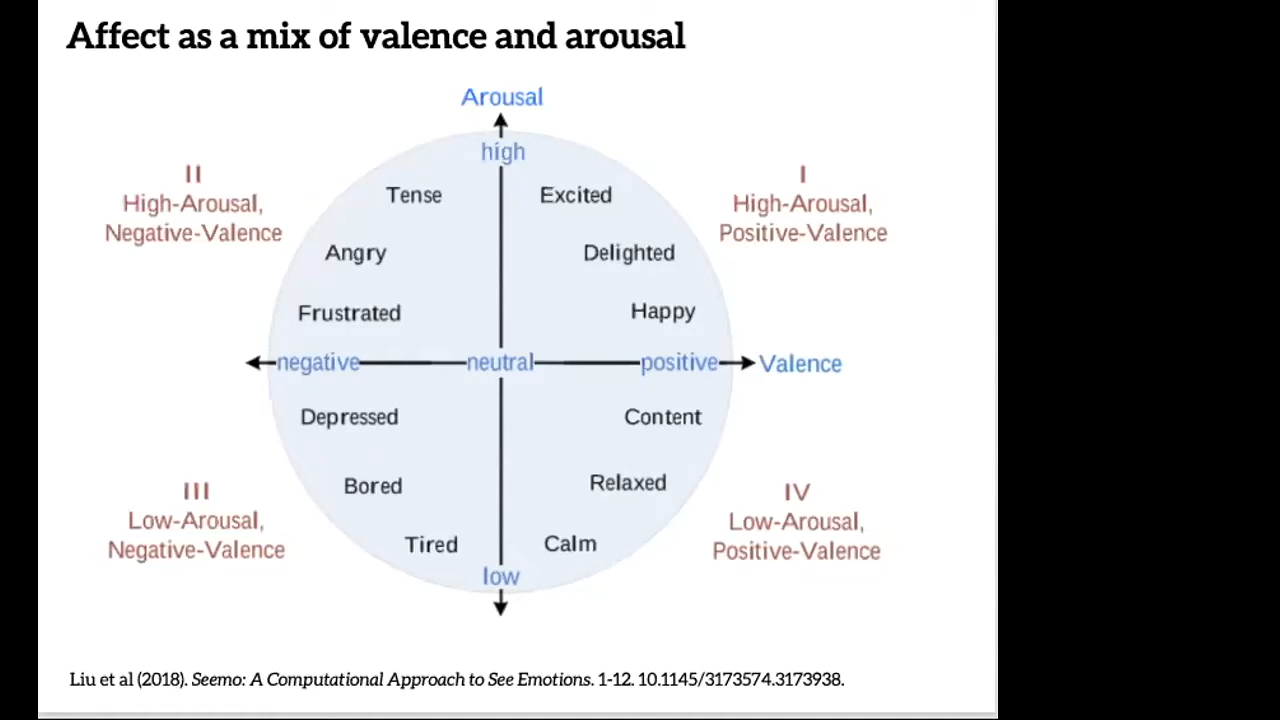 Affect as a mix of valence and arousal
Arousal
high
II
High-Arousal,
Negative-Valence
I
High-Arousal,
Positive-Valence
Tense
Excited
Angry
Delighted
Frustrated
Happy
negative
neutral
positive
Valence
Depressed
Content
Bored
Relaxed
Tired
Calm
III
Low-Arousal,
Negative-Valence
IV
Low-Arousal,
Positive-Valence
low
Liu et al (2018). Seemo: A Computational Approach to See Emotions. 1-12. 10.1145/3173574.3173938.